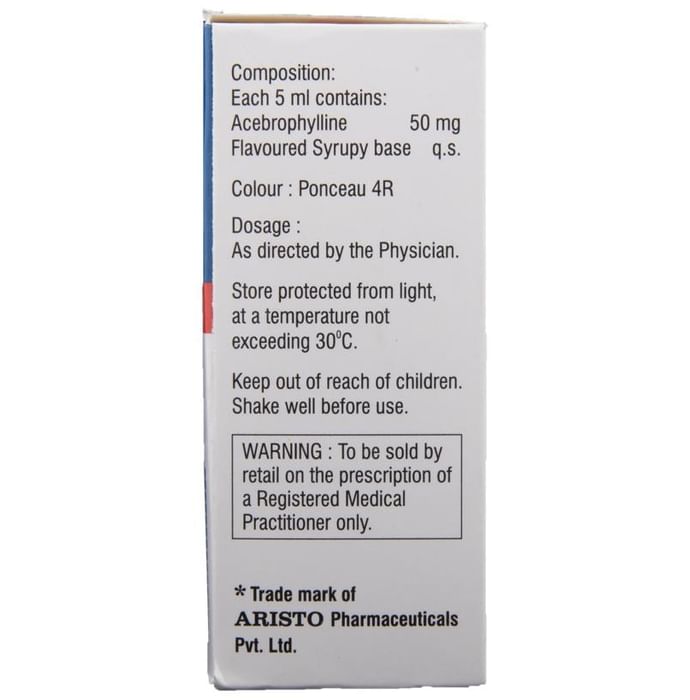 Composition:
Each 5 ml contains:
Acebrophylline 50 mg
Flavoured Syrupy base q.s.
Colour : Ponceau 4R
Dosage :
As directed by the Physician.
Store protected from light,
at a temperature not
exceeding 30⁰C.
Keep out of reach of children.
Shake well before use.
WARNING : To be sold by
retail on the prescription of
a Registered Medical
Practitioner only.
* Trade mark of
ARISTO Pharmaceuticals
Pvt. Ltd.